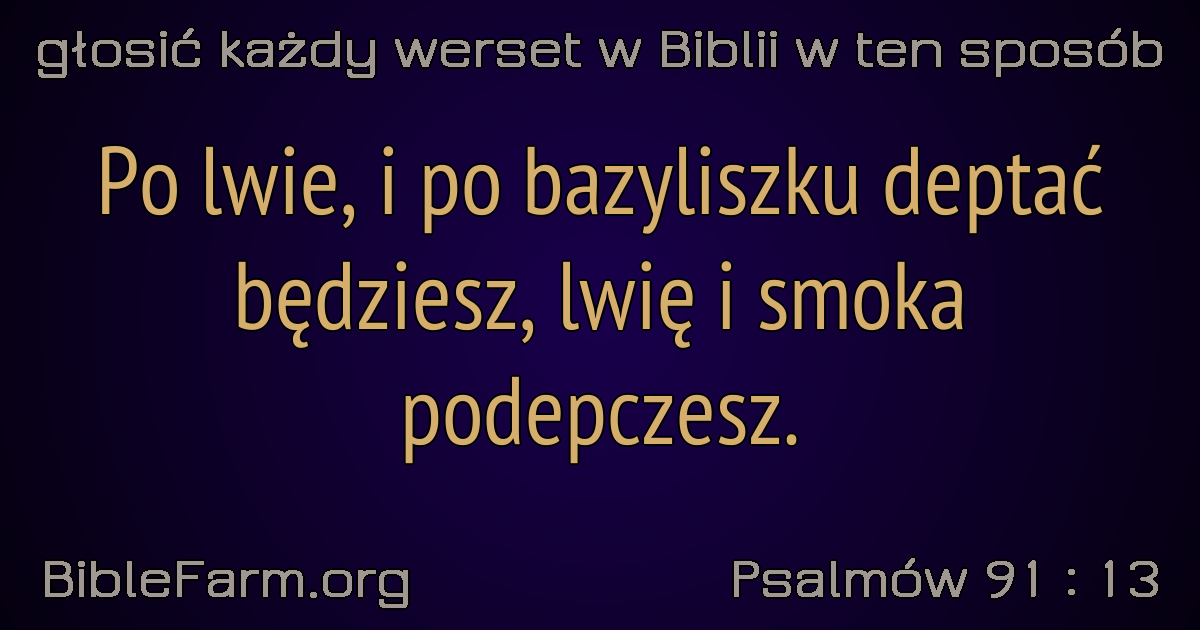 głosić każdy werset w Biblii w ten sposób
Po lwie, i po bazyliszku deptać
będziesz, lwię i smoka
podepczesz.
BibleFarm.org
Psalmów 91 : 13